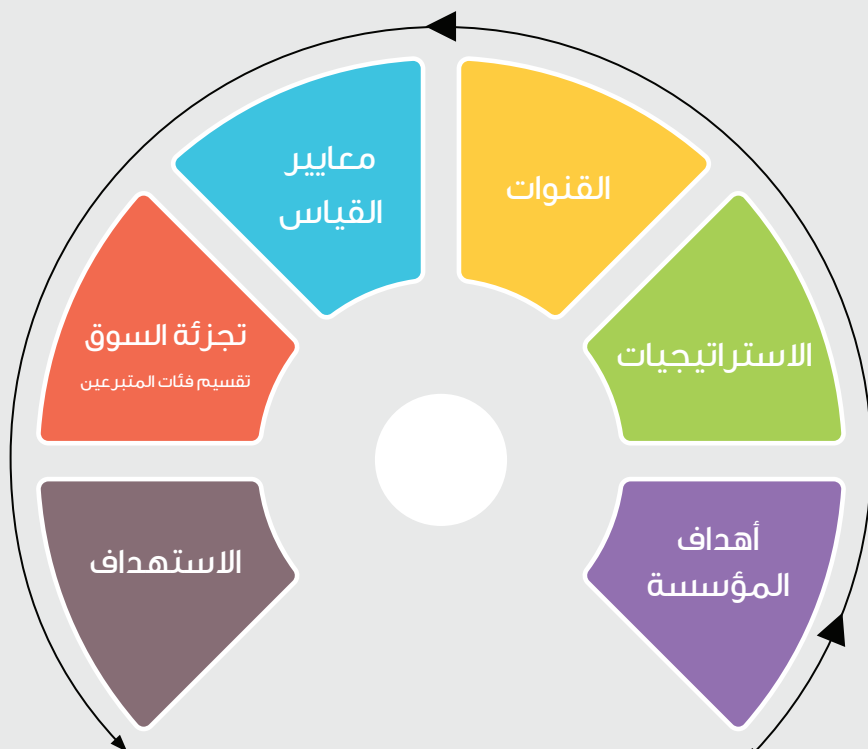 أهداف
المؤسسة
الاستراتيجيات
القنوات
معايير
القياس
تجزئة السوق
تقسيم فئات المتبرعين
الاستهداف